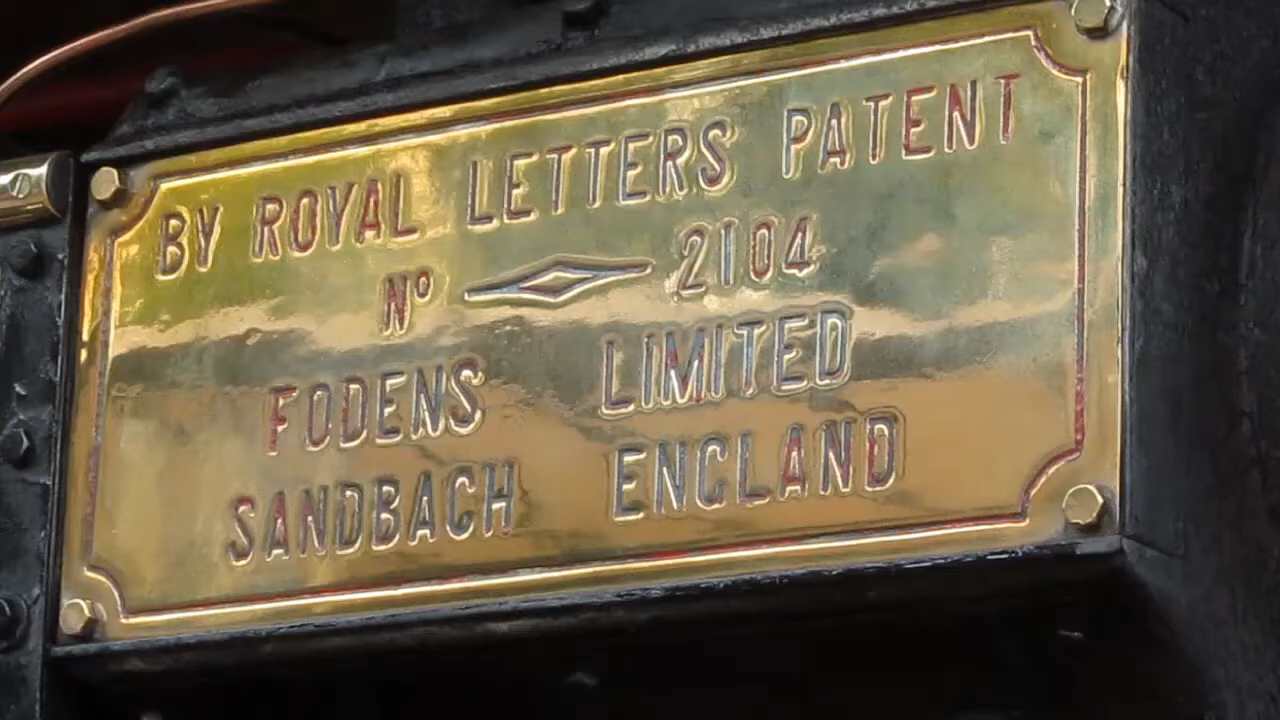 BY ROYAL LETTERS PATENT
Nº 2104
FODENS LIMITED
SANDBACH ENGLAND